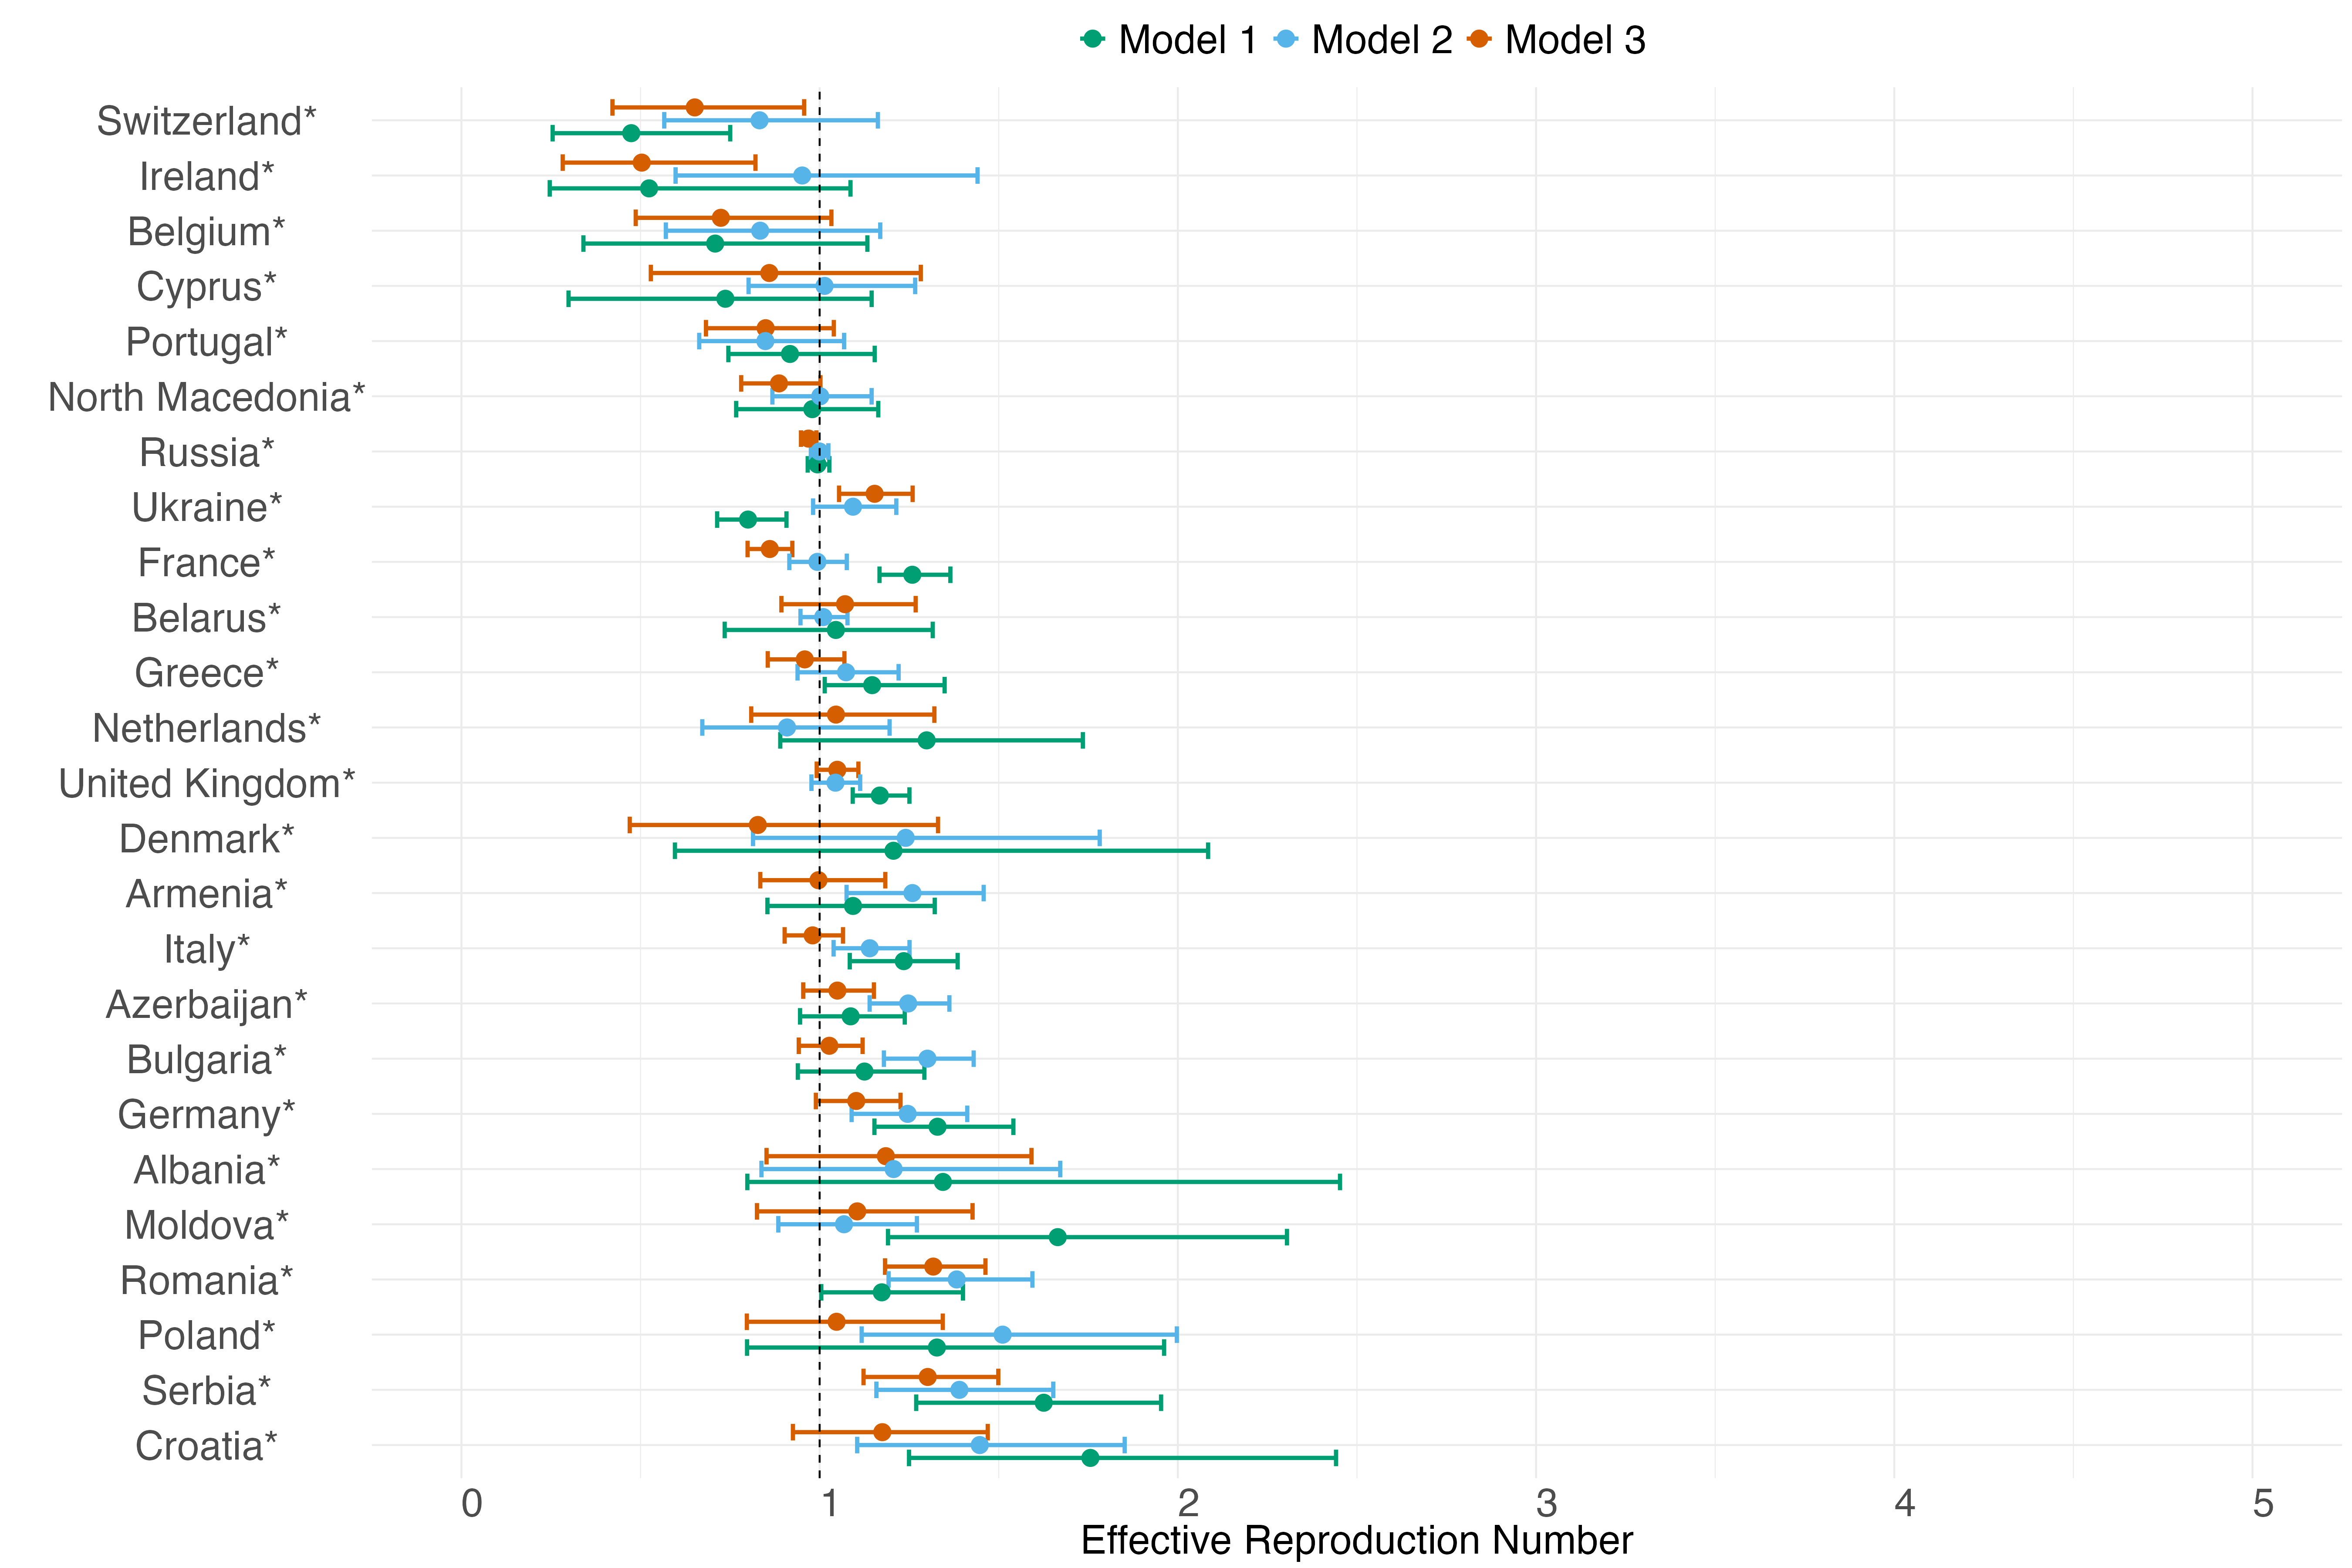 Model 1 Model 2 Model 3
Switzerland*
Ireland*
Belgium*
Cyprus*
Portugal*
North Macedonia*
Russia*
Ukraine*
France*
Belarus*
Greece*
Netherlands*
United Kingdom*
Denmark*
Armenia*
Italy*
Azerbaijan*
Bulgaria*
Germany*
Albania*
Moldova*
Romania*
Poland*
Serbia*
Croatia*
0 1 2 3 4 5
Effective Reproduction Number